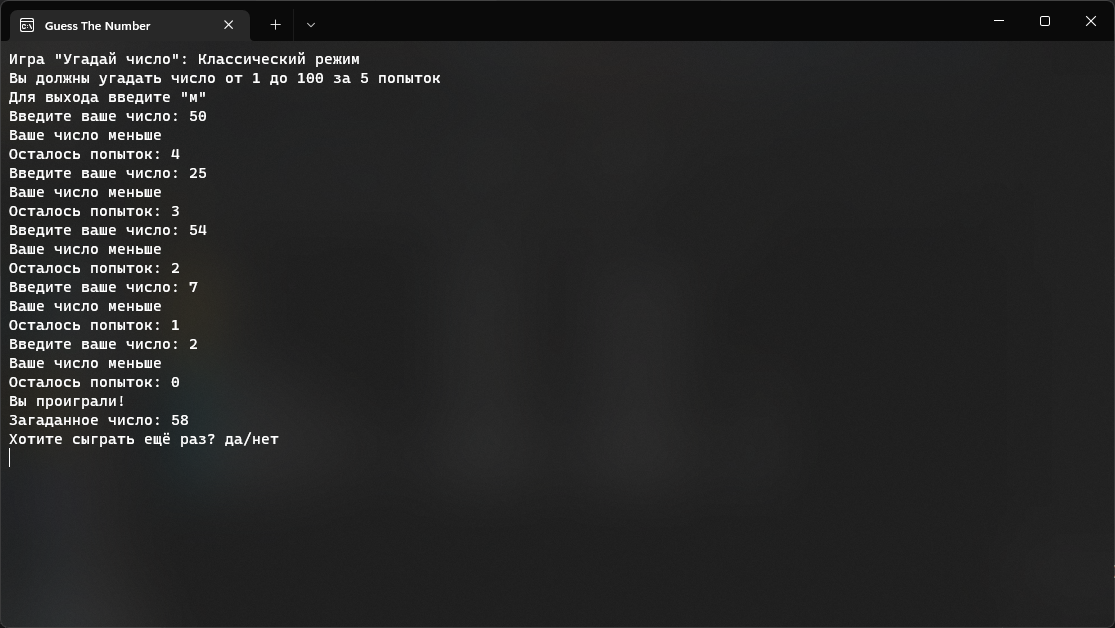 Guess The Number
Игра "Угадай число": Классический режим
Вы должны угадать число от 1 до 100 за 5 попыток
Для выхода введите "м"
Введите ваше число: 50
Ваше число меньше
Осталось попыток: 4
Введите ваше число: 25
Ваше число меньше
Осталось попыток: 3
Введите ваше число: 54
Ваше число меньше
Осталось попыток: 2
Введите ваше число: 7
Ваше число меньше
Осталось попыток: 1
Введите ваше число: 2
Ваше число меньше
Осталось попыток: 0
Вы проиграли!
Загаданное число: 58
Хотите сыграть ещё раз? да/нет